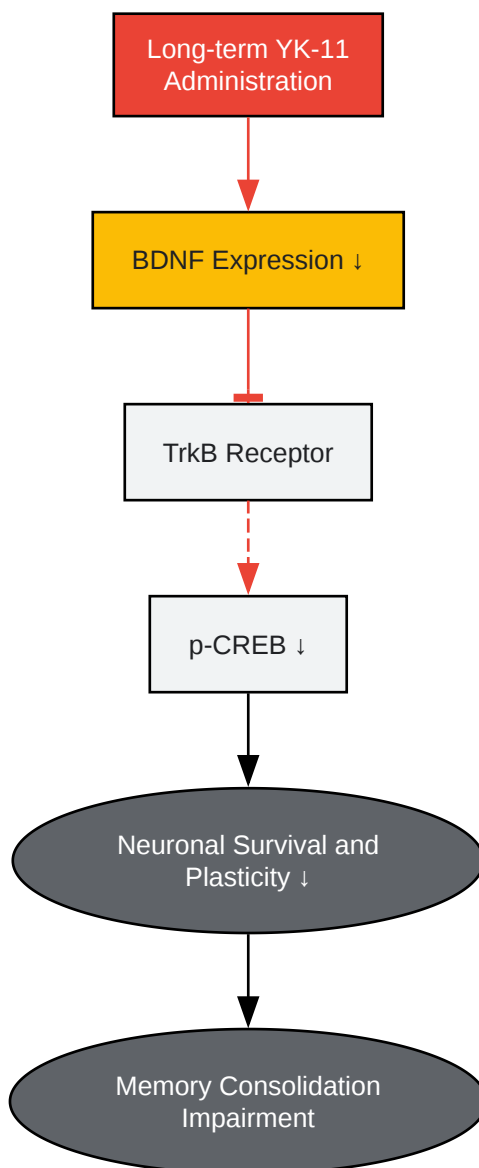 Long-term YK-11
Administration
BDNF Expression ↓
TrkB Receptor
p-CREB ↓
Neuronal Survival and
Plasticity ↓
Memory Consolidation
Impairment